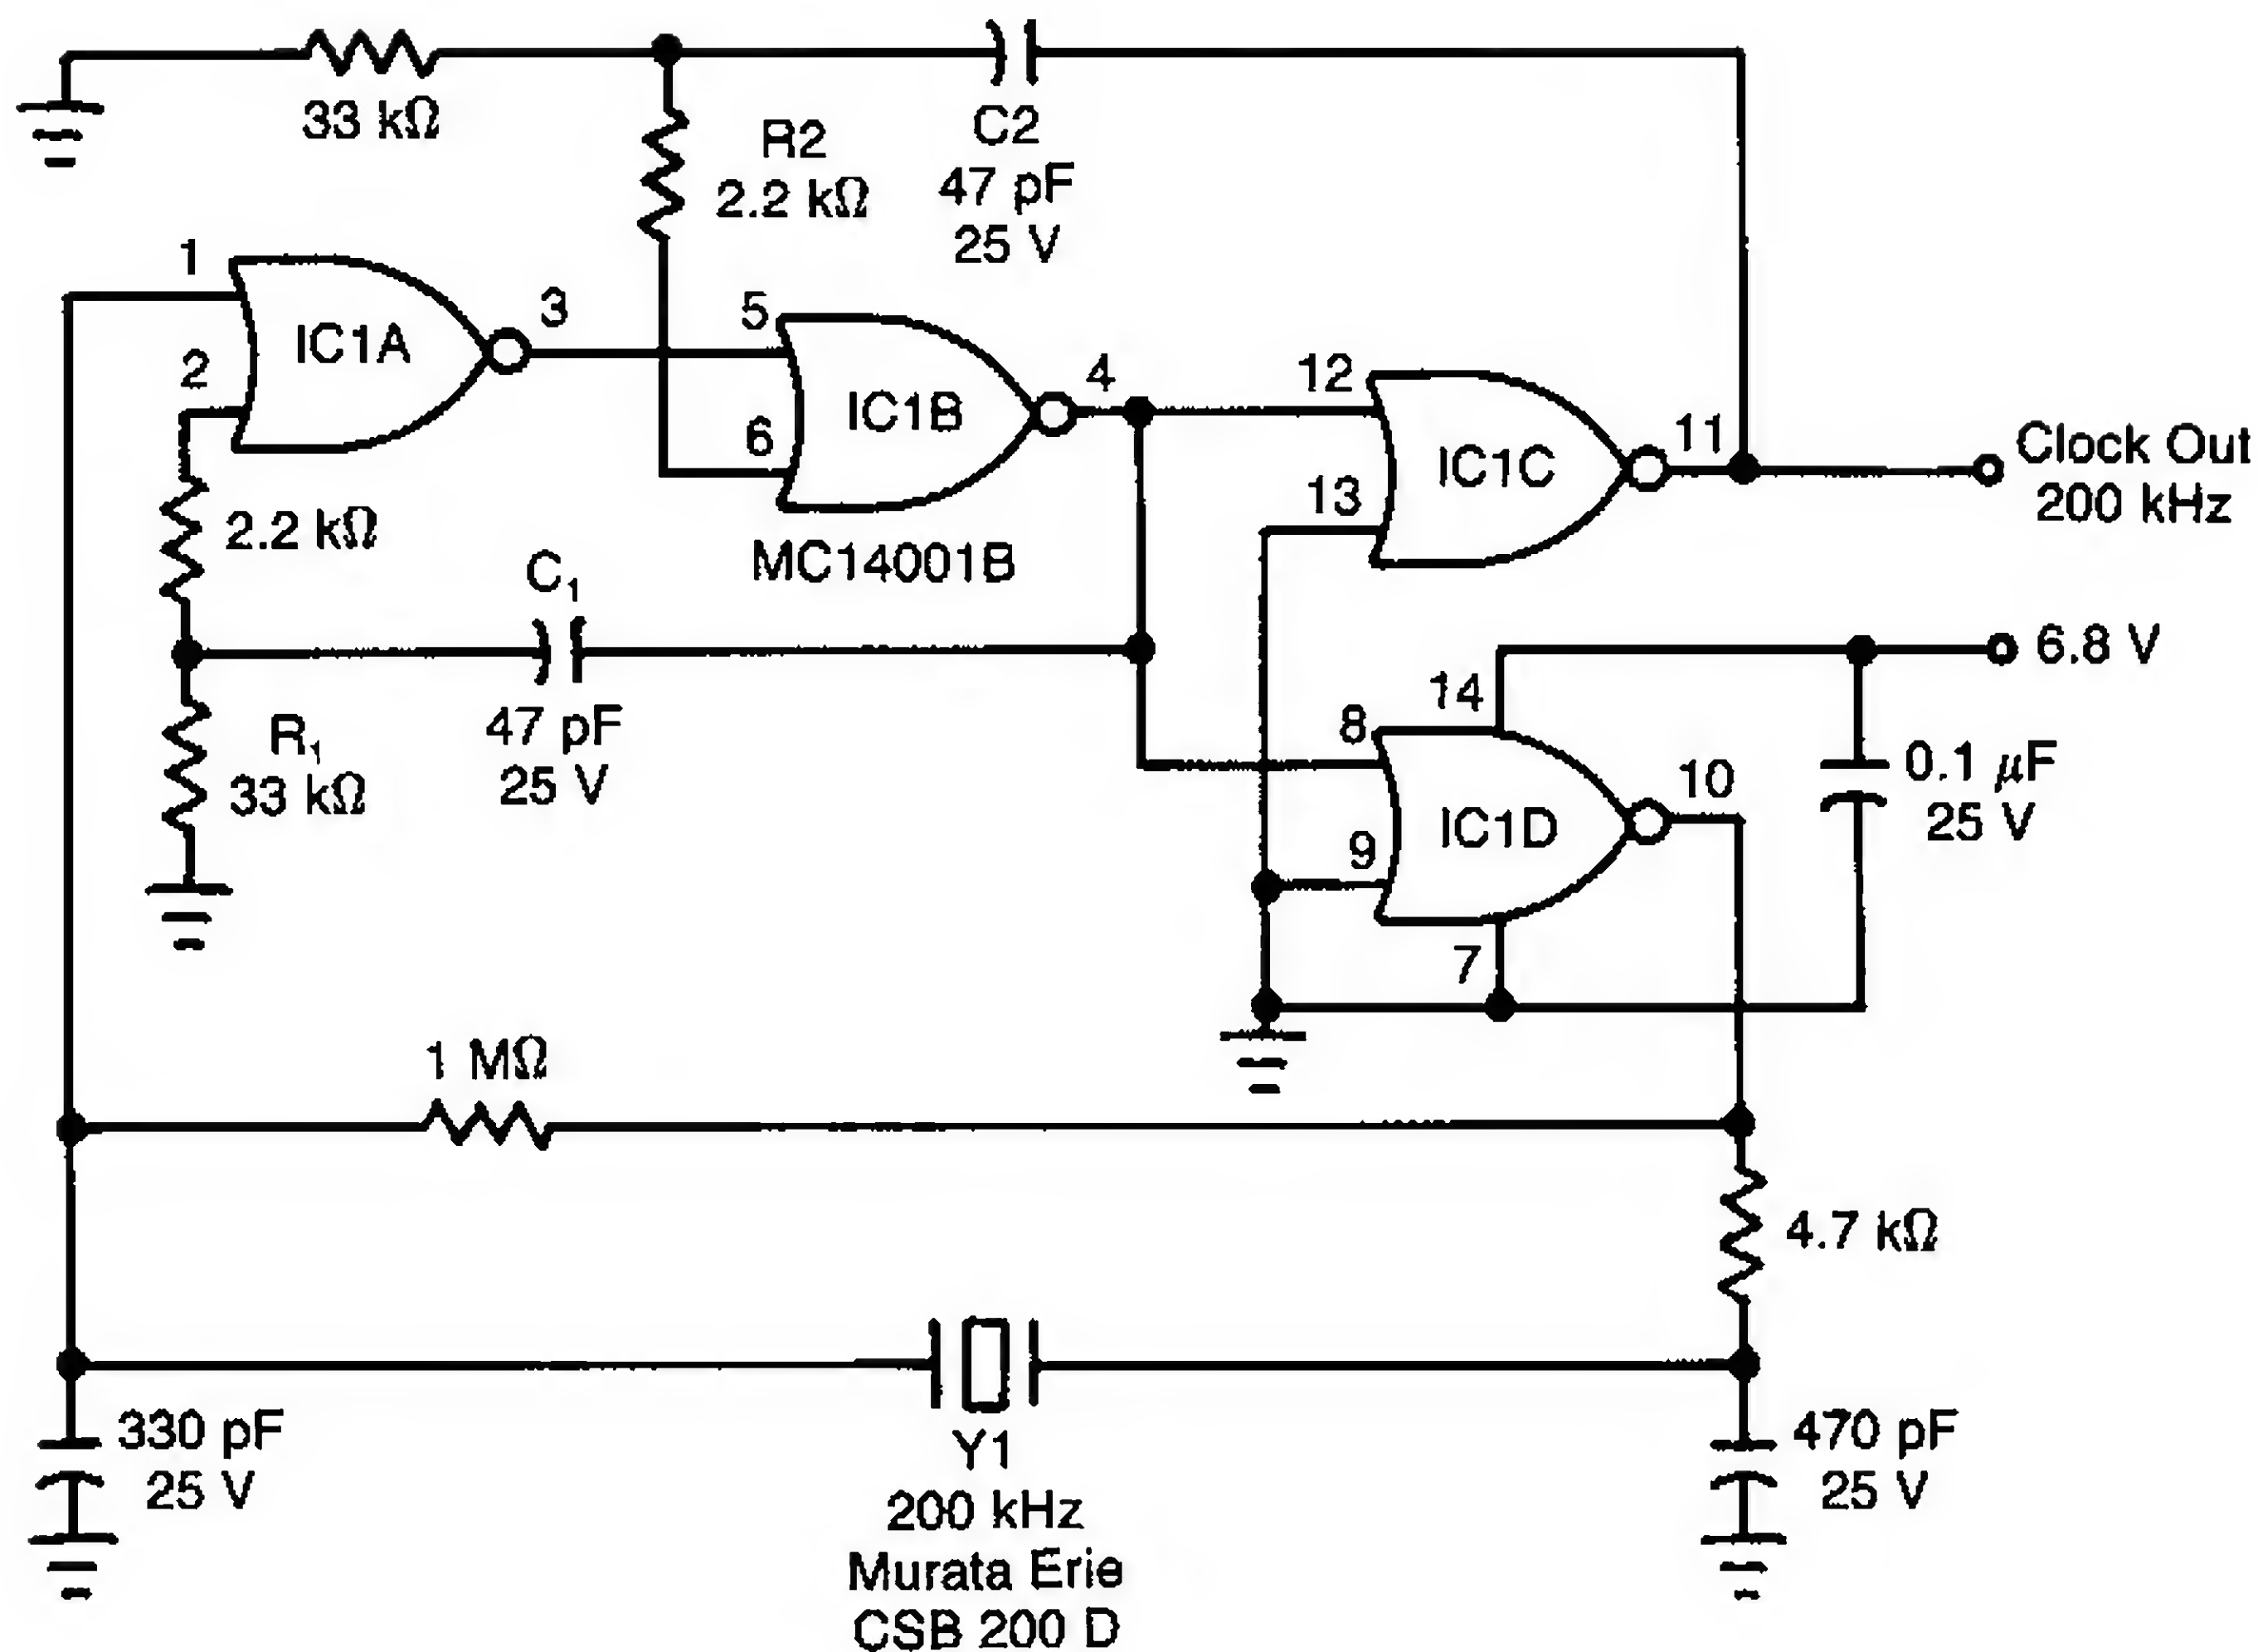 33 kΩ
R2
2.2 kΩ
C2
47 pF
25 V
1
2
IC1A
3
5
6
IC1B
4
MC14001B
12
13
IC1C
11
Clock Out
200 kHz
2.2 kΩ
C1
47 pF
25 V
R1
33 kΩ
6.8 V
14
8
9
IC1D
10
7
0.1 µF
25 V
1 MΩ
4.7 kΩ
330 pF
25 V
Y1
200 kHz
Murata Erie
CSB 200 D
470 pF
25 V